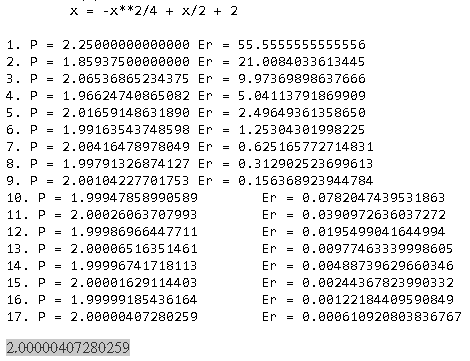 x = -x**2/4 + x/2 + 2
1. P = 2.25000000000000 Er = 55.5555555555556
2. P = 1.85937500000000 Er = 21.0084033613445
3. P = 2.06536865234375 Er = 9.97369898637666
4. P = 1.96624740865082 Er = 5.04113791869909
5. P = 2.01659148631890 Er = 2.49649361358650
6. P = 1.99163543748598 Er = 1.25304301998225
7. P = 2.00416478978049 Er = 0.625165772714831
8. P = 1.99791326874127 Er = 0.312902523699613
9. P = 2.00104227701753 Er = 0.156368923944784
10. P = 1.99947858990589 Er = 0.0782047439531863
11. P = 2.00026063707993 Er = 0.0390972636037272
12. P = 1.99986966447711 Er = 0.0195499041644994
13. P = 2.00006516351461 Er = 0.00977463339998605
14. P = 1.99996741718113 Er = 0.00488739629660346
15. P = 2.00001629114403 Er = 0.00244367823990332
16. P = 1.99999185436164 Er = 0.00122184409590849
17. P = 2.00000407280259 Er = 0.000610920803836767
2.00000407280259